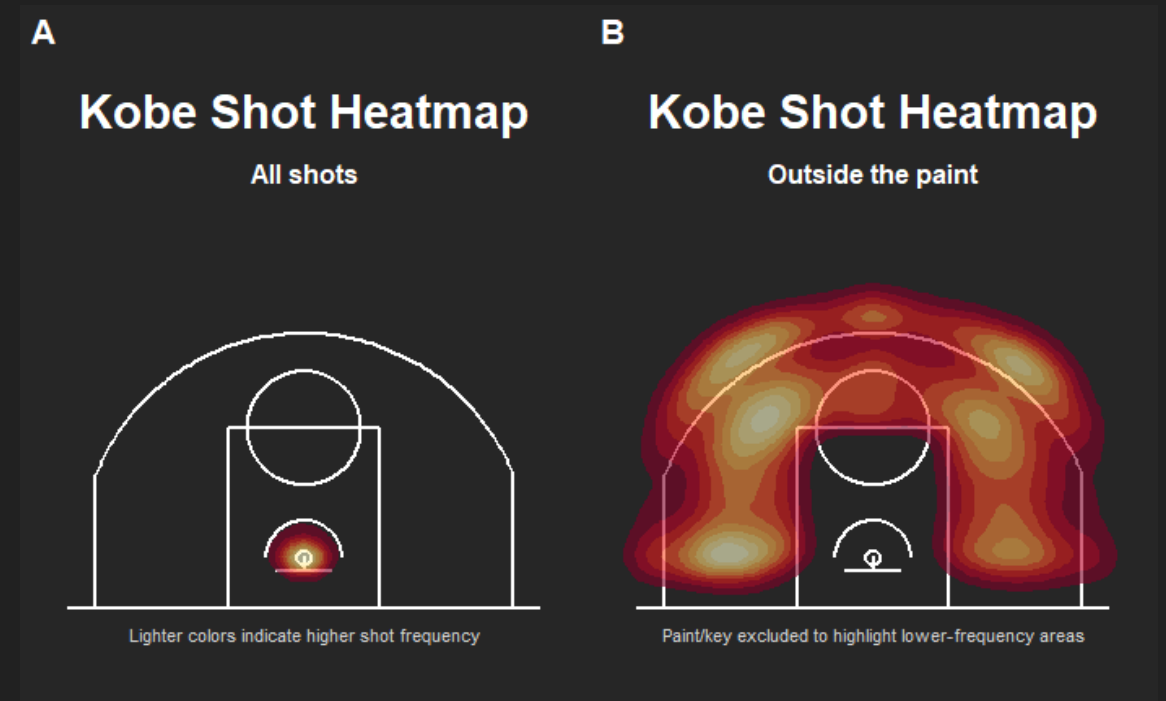 A
Kobe Shot Heatmap
All shots
Lighter colors indicate higher shot frequency
B
Kobe Shot Heatmap
Outside the paint
Paint/key excluded to highlight lower-frequency areas